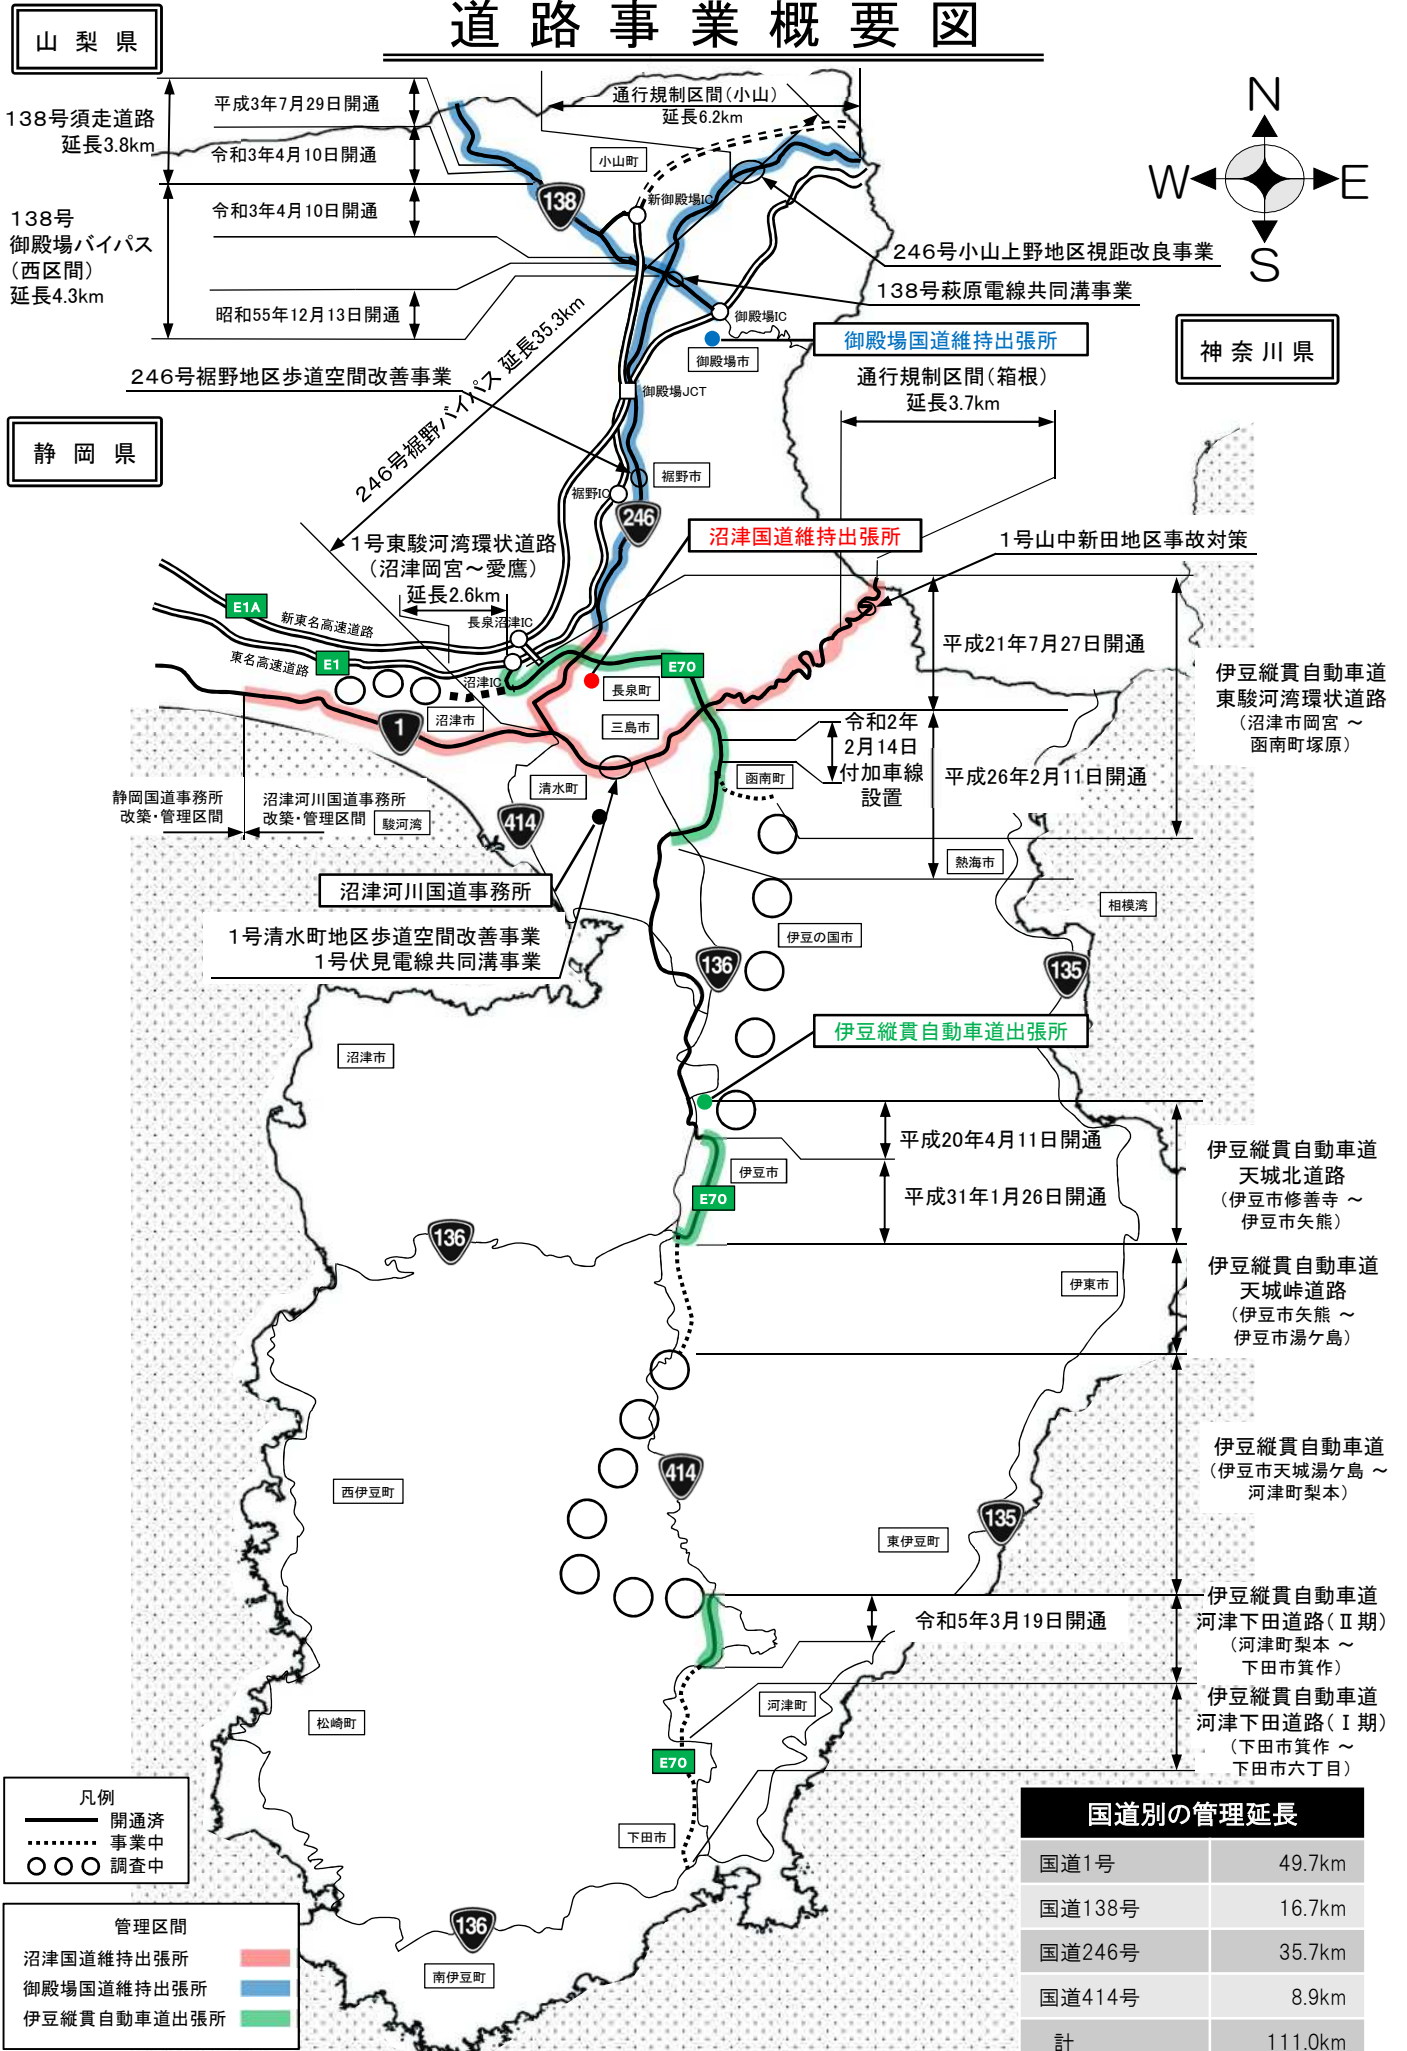 道路事業概要図
山梨県
138号須走道路
延長3.8km
平成3年7月29日開通
令和3年4月10日開通
138号
御殿場バイパス
(西区間)
延長4.3km
令和3年4月10日開通
昭和55年12月13日開通
通行規制区間(小山)
延長6.2km
小山町
138
新御殿場IC
N
W
E
S
246号小山上野地区視距改良事業
138号萩原電線共同溝事業
御殿場IC
御殿場国道維持出張所
御殿場市
神奈川県
246号裾野地区歩道空間改善事業
246号裾野バイパス 延長35.3km
御殿場JCT
通行規制区間(箱根)
延長3.7km
静岡県
裾野市
裾野IC
246
沼津国道維持出張所
1号山中新田地区事故対策
1号東駿河湾環状道路
(沼津岡宮~愛鷹)
延長2.6km
E1A
新東名高速道路
長泉沼津IC
東名高速道路
E1
沼津IC
E70
長泉町
平成21年7月27日開通
伊豆縦貫自動車道
東駿河湾環状道路
(沼津市岡宮 ~
函南町塚原)
沼津市
1
三島市
令和2年
2月14日
付加車線
設置
函南町
平成26年2月11日開通
清水町
静岡国道事務所
改築・管理区間
沼津河川国道事務所
改築・管理区間
駿河湾
414
熱海市
沼津河川国道事務所
相模湾
1号清水町地区歩道空間改善事業
1号伏見電線共同溝事業
伊豆の国市
136
135
伊豆縦貫自動車道出張所
沼津市
平成20年4月11日開通
伊豆市
平成31年1月26日開通
E70
伊豆縦貫自動車道
天城北道路
(伊豆市修善寺 ~
伊豆市矢熊)
136
伊東市
伊豆縦貫自動車道
天城峠道路
(伊豆市矢熊 ~
伊豆市湯ケ島)
伊豆縦貫自動車道
(伊豆市天城湯ケ島 ~
河津町梨本)
414
西伊豆町
135
東伊豆町
令和5年3月19日開通
伊豆縦貫自動車道
河津下田道路(Ⅱ期)
(河津町梨本 ~
下田市箕作)
河津町
松崎町
伊豆縦貫自動車道
河津下田道路(Ⅰ期)
(下田市箕作 ~
下田市六丁目)
E70
下田市
凡例
開通済
事業中
調査中
管理区間
沼津国道維持出張所
御殿場国道維持出張所
伊豆縦貫自動車道出張所
136
南伊豆町
国道別の管理延長
国道1号 49.7km
国道138号 16.7km
国道246号 35.7km
国道414号 8.9km
計 111.0km